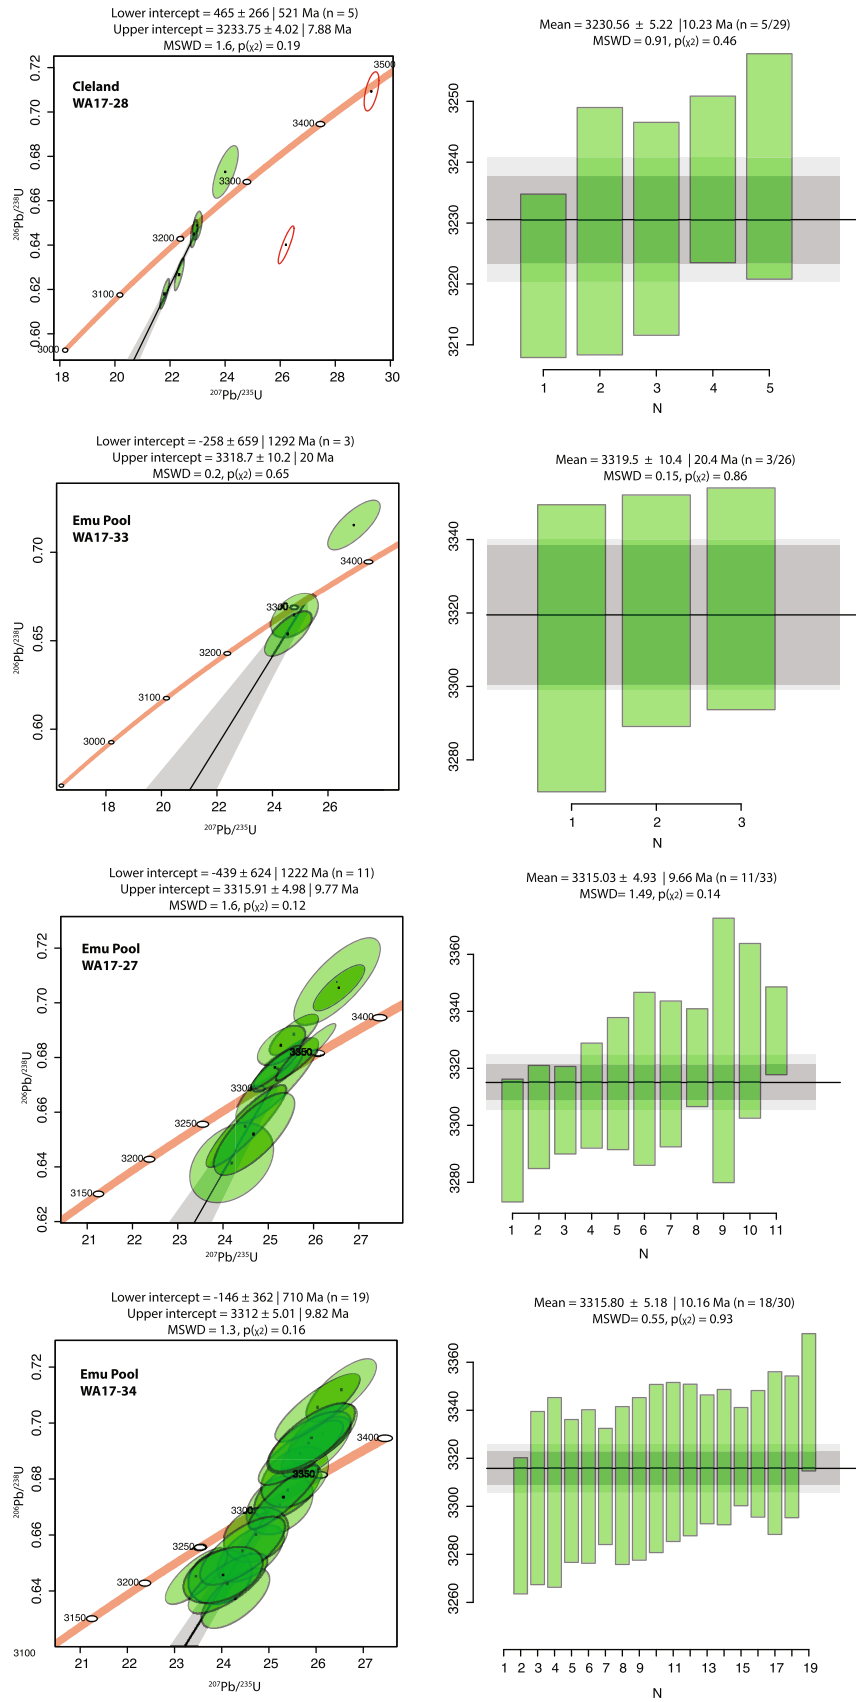 Lower intercept = 465 ± 266 | 521 Ma (n = 5)
Upper intercept = 3233.75 ± 4.02 | 7.88 Ma
MSWD = 1.6, p(χ2) = 0.19
Cleland
WA17-28
0.72
0.70
0.68
0.66
0.64
0.62
0.60
206Pb/238U
3500
3400
3300
3200
3100
3000
18 20 22 24 26 28 30
207Pb/235U
Mean = 3230.56 ± 5.22 |10.23 Ma (n = 5/29)
MSWD = 0.91, p(χ2) = 0.46
3250
3240
3230
3220
3210
1 2 3 4 5
N
Lower intercept = -258 ± 659 | 1292 Ma (n = 3)
Upper intercept = 3318.7 ± 10.2 | 20 Ma
MSWD = 0.2, p(χ2) = 0.65
Emu Pool
WA17-33
0.70
0.65
0.60
206Pb/238U
3400
3300
3200
3100
3000
18 20 22 24 26
207Pb/235U
Mean = 3319.5 ± 10.4 | 20.4 Ma (n = 3/26)
MSWD = 0.15, p(χ2) = 0.86
3340
3320
3300
3280
1 2 3
N
Lower intercept = -439 ± 624 | 1222 Ma (n = 11)
Upper intercept = 3315.91 ± 4.98 | 9.77 Ma
MSWD = 1.6, p(χ2) = 0.12
Emu Pool
WA17-27
0.72
0.70
0.68
0.66
0.64
0.62
206Pb/238U
3400
3350
3300
3250
3200
3150
21 22 23 24 25 26 27
207Pb/235U
Mean = 3315.03 ± 4.93 | 9.66 Ma (n = 11/33)
MSWD= 1.49, p(χ2) = 0.14
3360
3340
3320
3300
3280
1 2 3 4 5 6 7 8 9 10 11
N
Lower intercept = -146 ± 362 | 710 Ma (n = 19)
Upper intercept = 3312 ± 5.01 | 9.82 Ma
MSWD = 1.3, p(χ2) = 0.16
Emu Pool
WA17-34
0.72
0.70
0.68
0.66
0.64
206Pb/238U
3400
3350
3300
3250
3200
3150
3100
21 22 23 24 25 26 27
207Pb/235U
Mean = 3315.80 ± 5.18 | 10.16 Ma (n = 18/30)
MSWD= 0.55, p(χ2) = 0.93
3360
3340
3320
3300
3280
3260
1 2 3 4 5 6 7 8 9 11 13 15 17 19
N